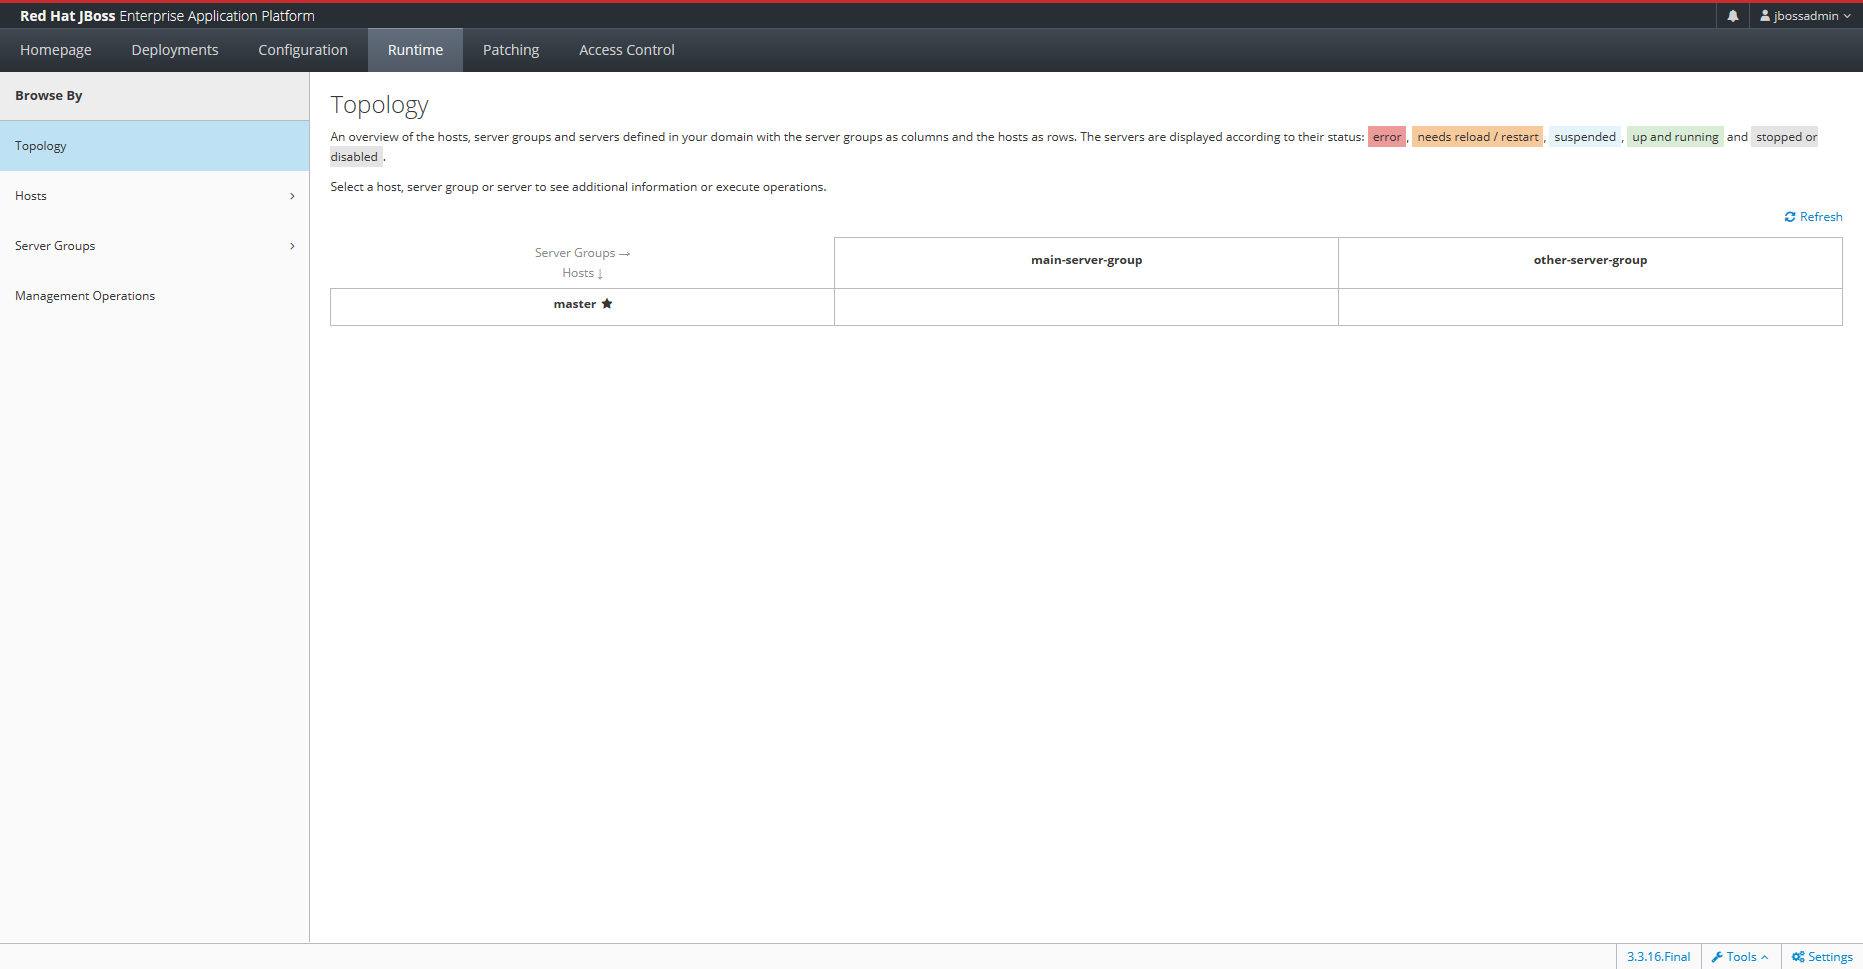 Red Hat JBoss Enterprise Application Platform
jbossadmin
Homepage Deployments Configuration Runtime Patching Access Control
Browse By
Topology
Hosts
Server Groups
Management Operations
Topology
An overview of the hosts, server groups and servers defined in your domain with the server groups as columns and the hosts as rows. The servers are displayed according to their status: error, needs reload / restart, suspended, up and running and stopped or
disabled.
Select a host, server group or server to see additional information or execute operations.
Refresh
Server Groups →
Hosts ↓
main-server-group
other-server-group
master ★
3.3.16.Final Tools Settings